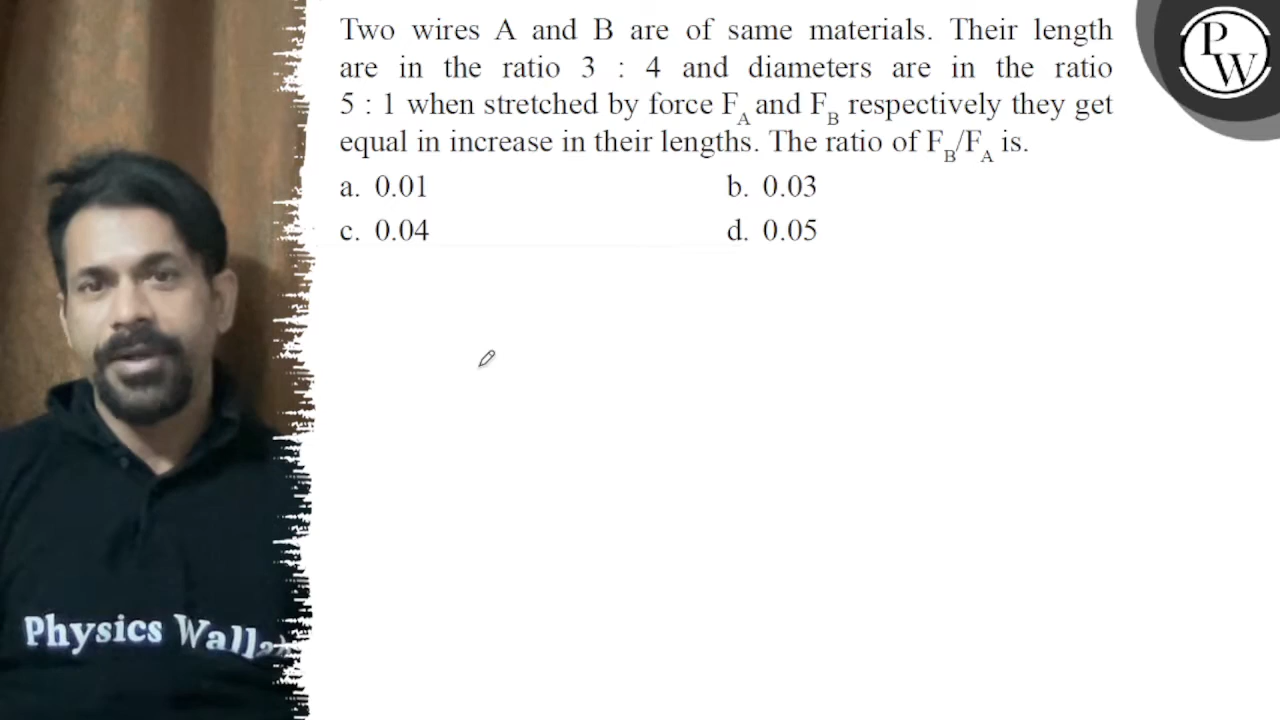 Two wires A and B are of same materials. Their length
are in the ratio 3 : 4 and diameters are in the ratio
5 : 1 when stretched by force F_A and F_B respectively they get
equal in increase in their lengths. The ratio of F_B/F_A is.
a. 0.01 b. 0.03
c. 0.04 d. 0.05
PW
Physics